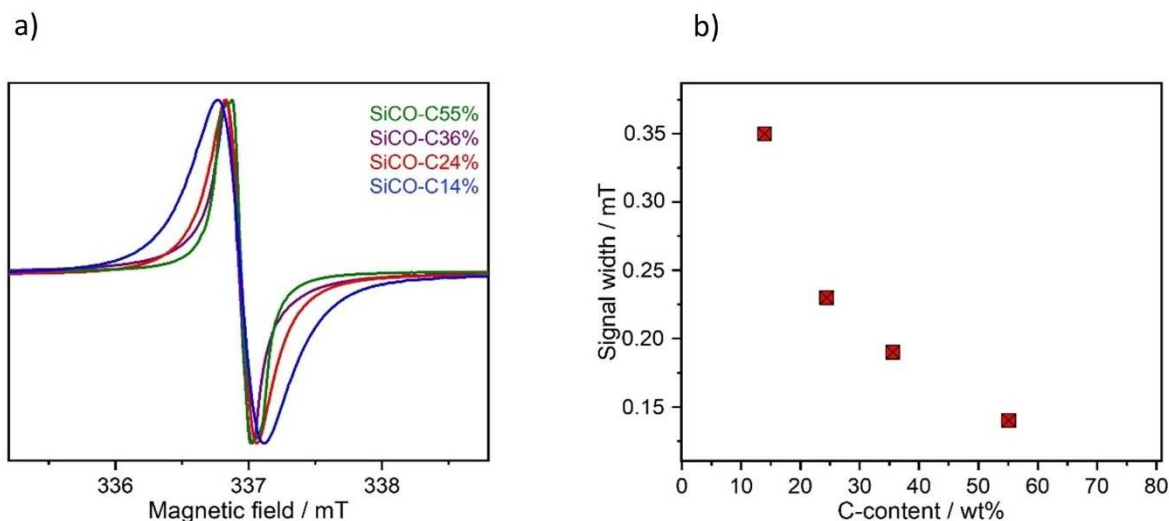 a)
SiCO-C55%
SiCO-C36%
SiCO-C24%
SiCO-C14%
336
337
338
Magnetic field / mT
b)
Signal width / mT
0.35
0.30
0.25
0.20
0.15
0 10 20 30 40 50 60 70 80
C-content / wt%